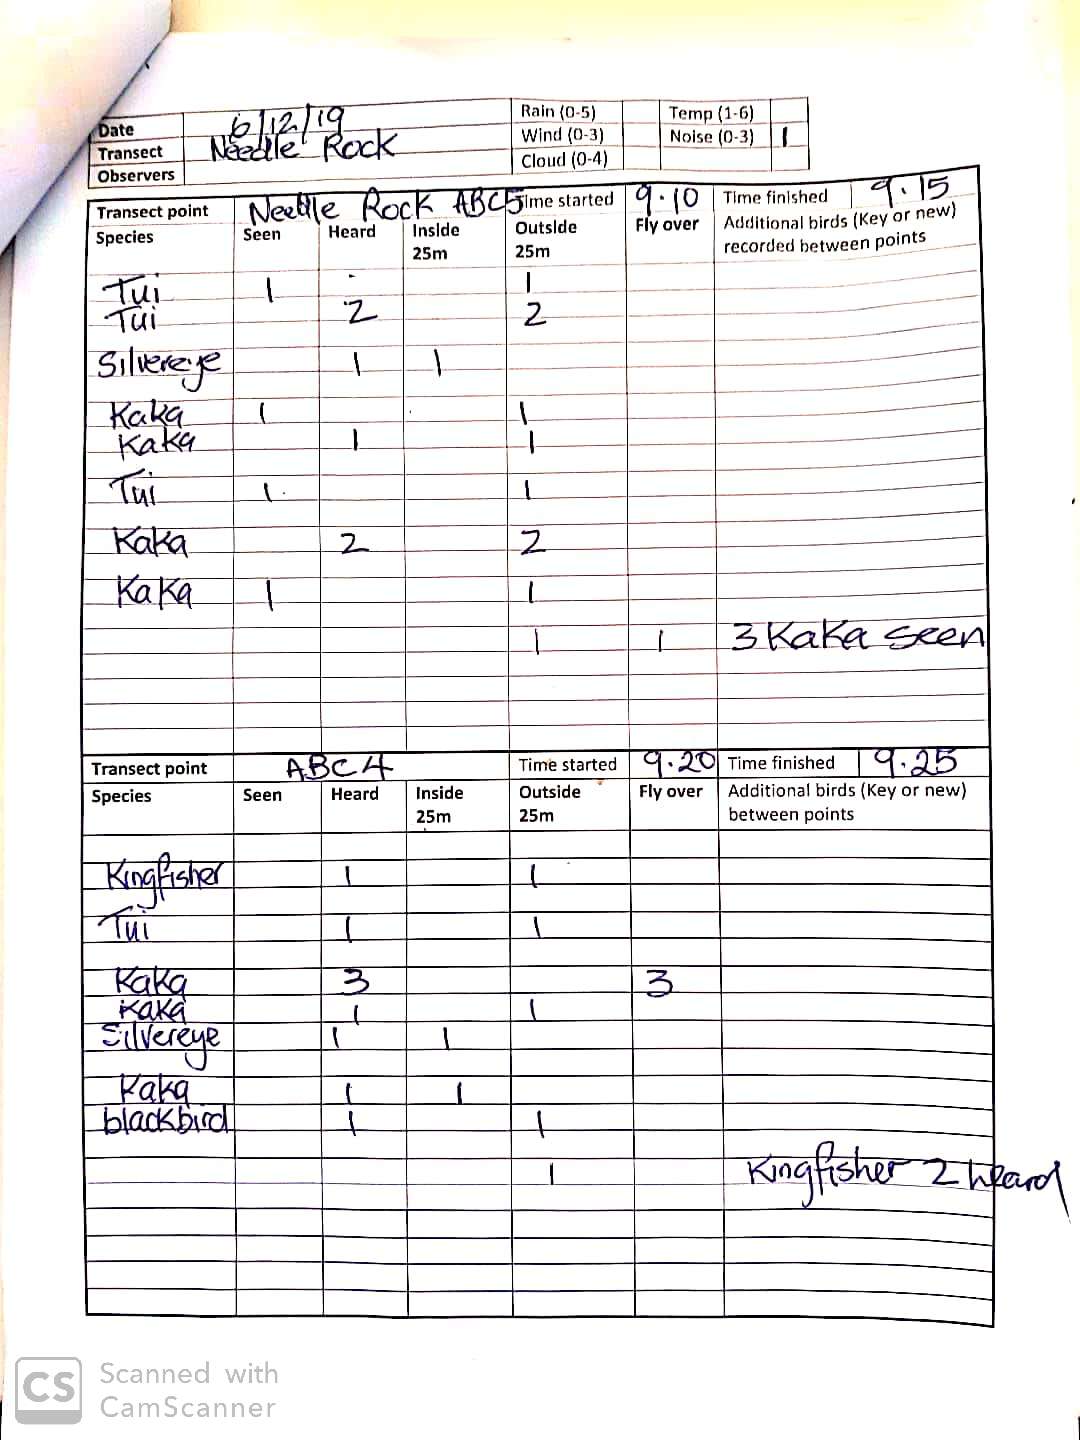 Date 6/12/19 Rain (0-5) Temp (1-6)
Transect Needle Rock Wind (0-3) Noise (0-3) 1
Observers Cloud (0-4)
Transect point Needle Rock ABC5 Time started 9.10 Time finished 9.15
Species Seen Heard Inside 25m Outside 25m Fly over Additional birds (Key or new) recorded between points
Tui 1 1
Tui 2 2
Silvereye 1 1
Kaka 1 1
Kaka 1 1
Tui 1 1
Kaka 2 2
Kaka 1 1
1 1 3 Kaka seen
Transect point ABC4 Time started 9.20 Time finished 9.25
Species Seen Heard Inside 25m Outside 25m Fly over Additional birds (Key or new) between points
Kingfisher 1 1
Tui 1 1
Kaka 3 3
Kaka 1 1
Silvereye 1 1
Kaka 1 1
blackbird 1 1
1 Kingfisher 2 heard
CS Scanned with
CamScanner